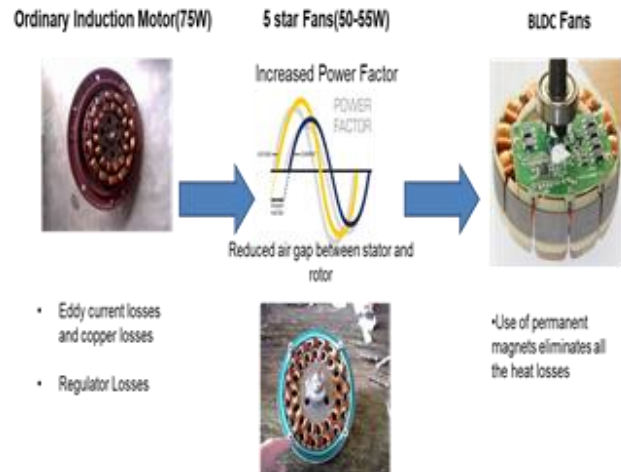 Ordinary Induction Motor(75W)
5 star Fans(50-55W)
BLDC Fans
Increased Power Factor
POWER
FACTOR
Reduced air gap between stator and
rotor
• Eddy current losses
and copper losses
• Regulator Losses
•Use of permanent
magnets eliminates all
the heat losses